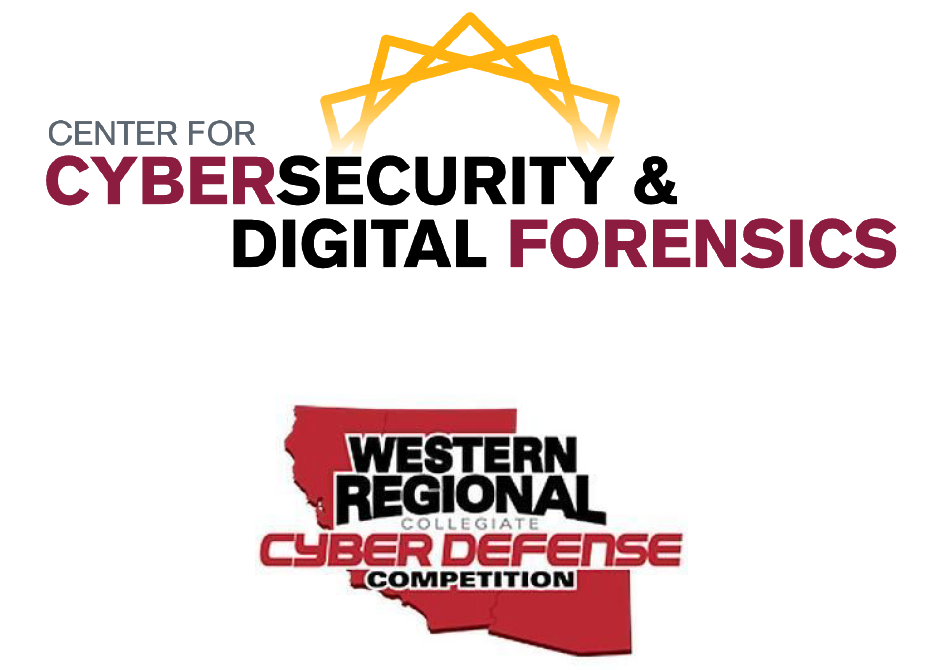 CENTER FOR
CYBERSECURITY &
DIGITAL FORENSICS
WESTERN
REGIONAL
COLLEGIATE
CYBER DEFENSE
COMPETITION